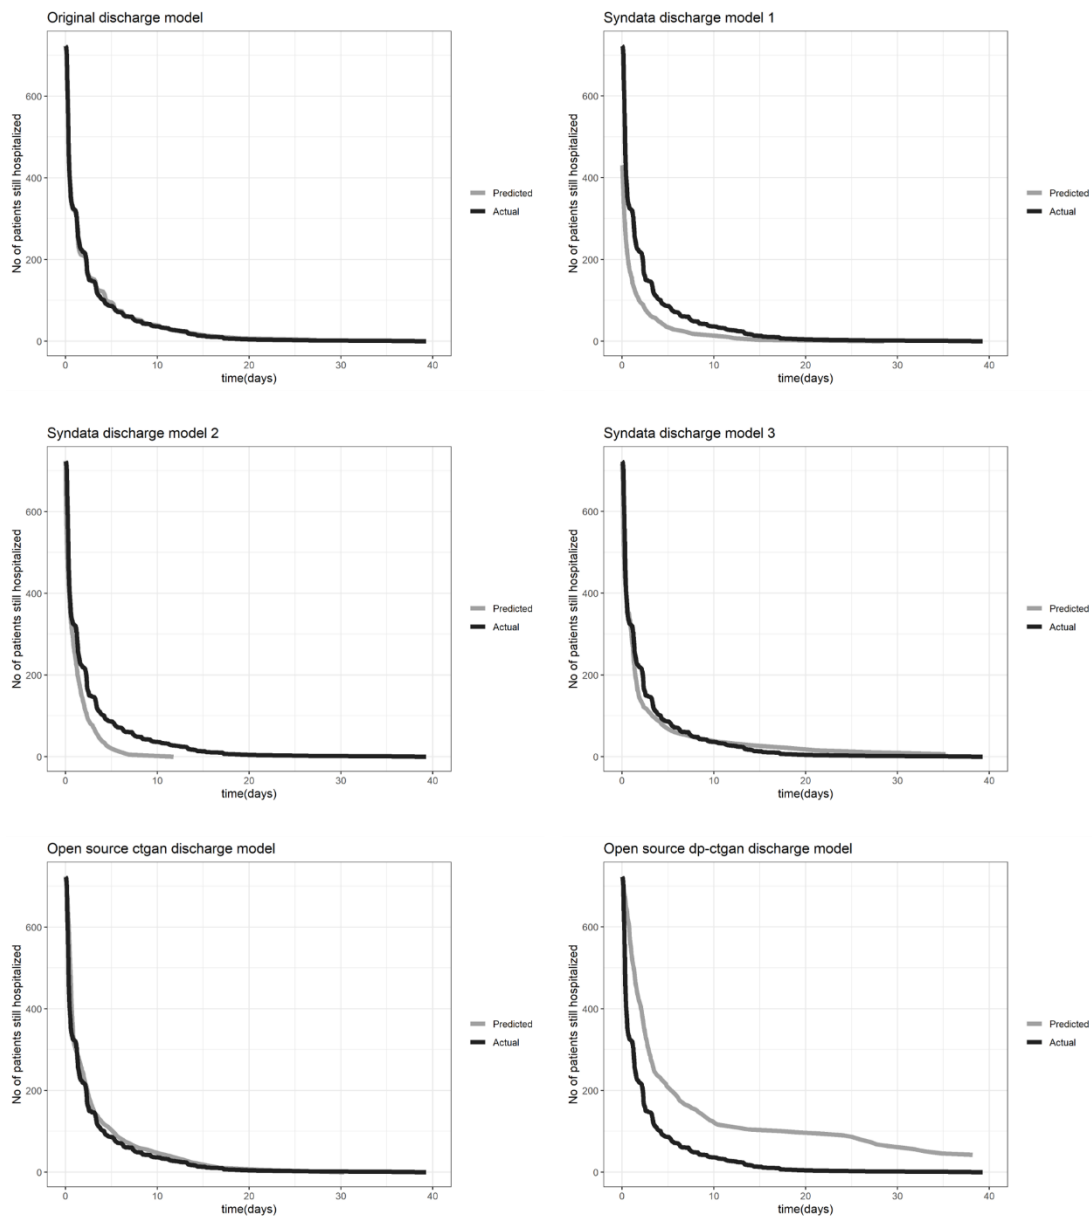 Original discharge model
No of patients still hospitalized
600
400
200
0
0 10 20 30 40
time(days)
Predicted
Actual
Syndata discharge model 1
No of patients still hospitalized
600
400
200
0
0 10 20 30 40
time(days)
Predicted
Actual
Syndata discharge model 2
No of patients still hospitalized
600
400
200
0
0 10 20 30 40
time(days)
Predicted
Actual
Syndata discharge model 3
No of patients still hospitalized
600
400
200
0
0 10 20 30 40
time(days)
Predicted
Actual
Open source ctgan discharge model
No of patients still hospitalized
600
400
200
0
0 10 20 30 40
time(days)
Predicted
Actual
Open source dp-ctgan discharge model
No of patients still hospitalized
600
400
200
0
0 10 20 30 40
time(days)
Predicted
Actual